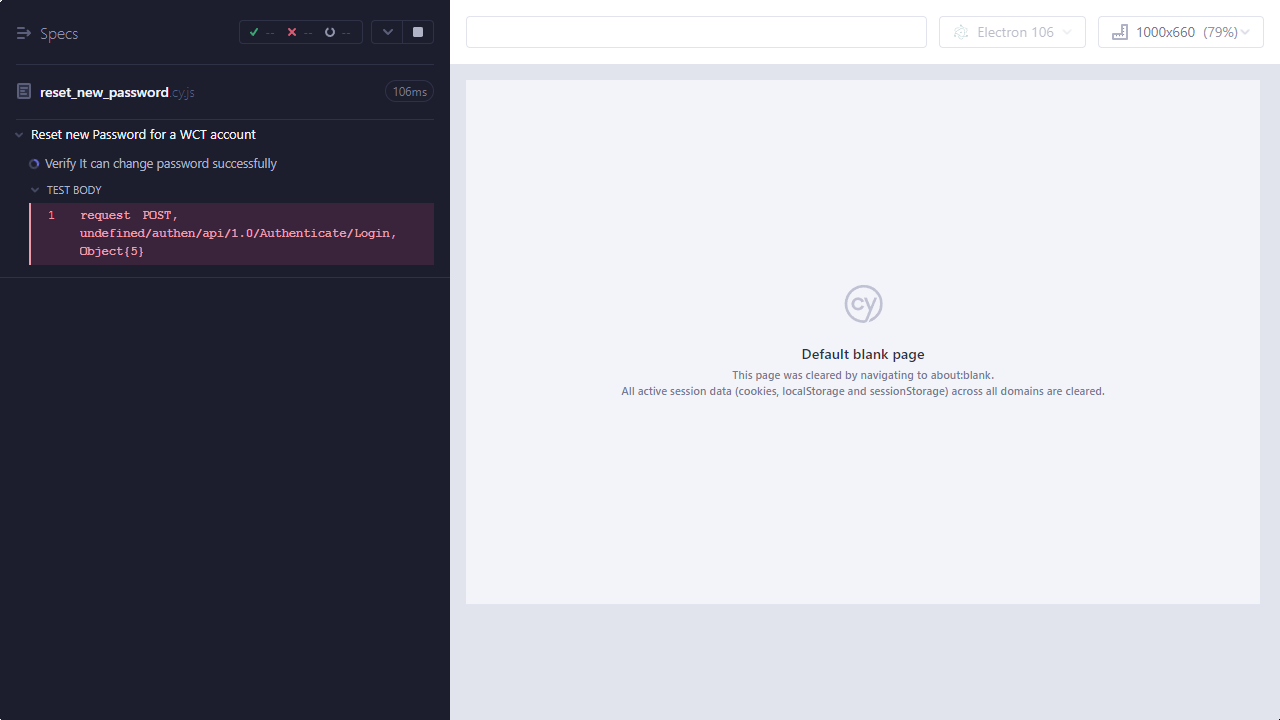 Specs
--
--
--
Electron 106
1000x660 (79%)
reset_new_password.cy.js
106ms
Reset new Password for a WCT account
Verify It can change password successfully
TEST BODY
1 request POST,
undefined/authen/api/1.0/Authenticate/Login,
Object{5}
cy
Default blank page
This page was cleared by navigating to about:blank.
All active session data (cookies, localStorage and sessionStorage) across all domains are cleared.